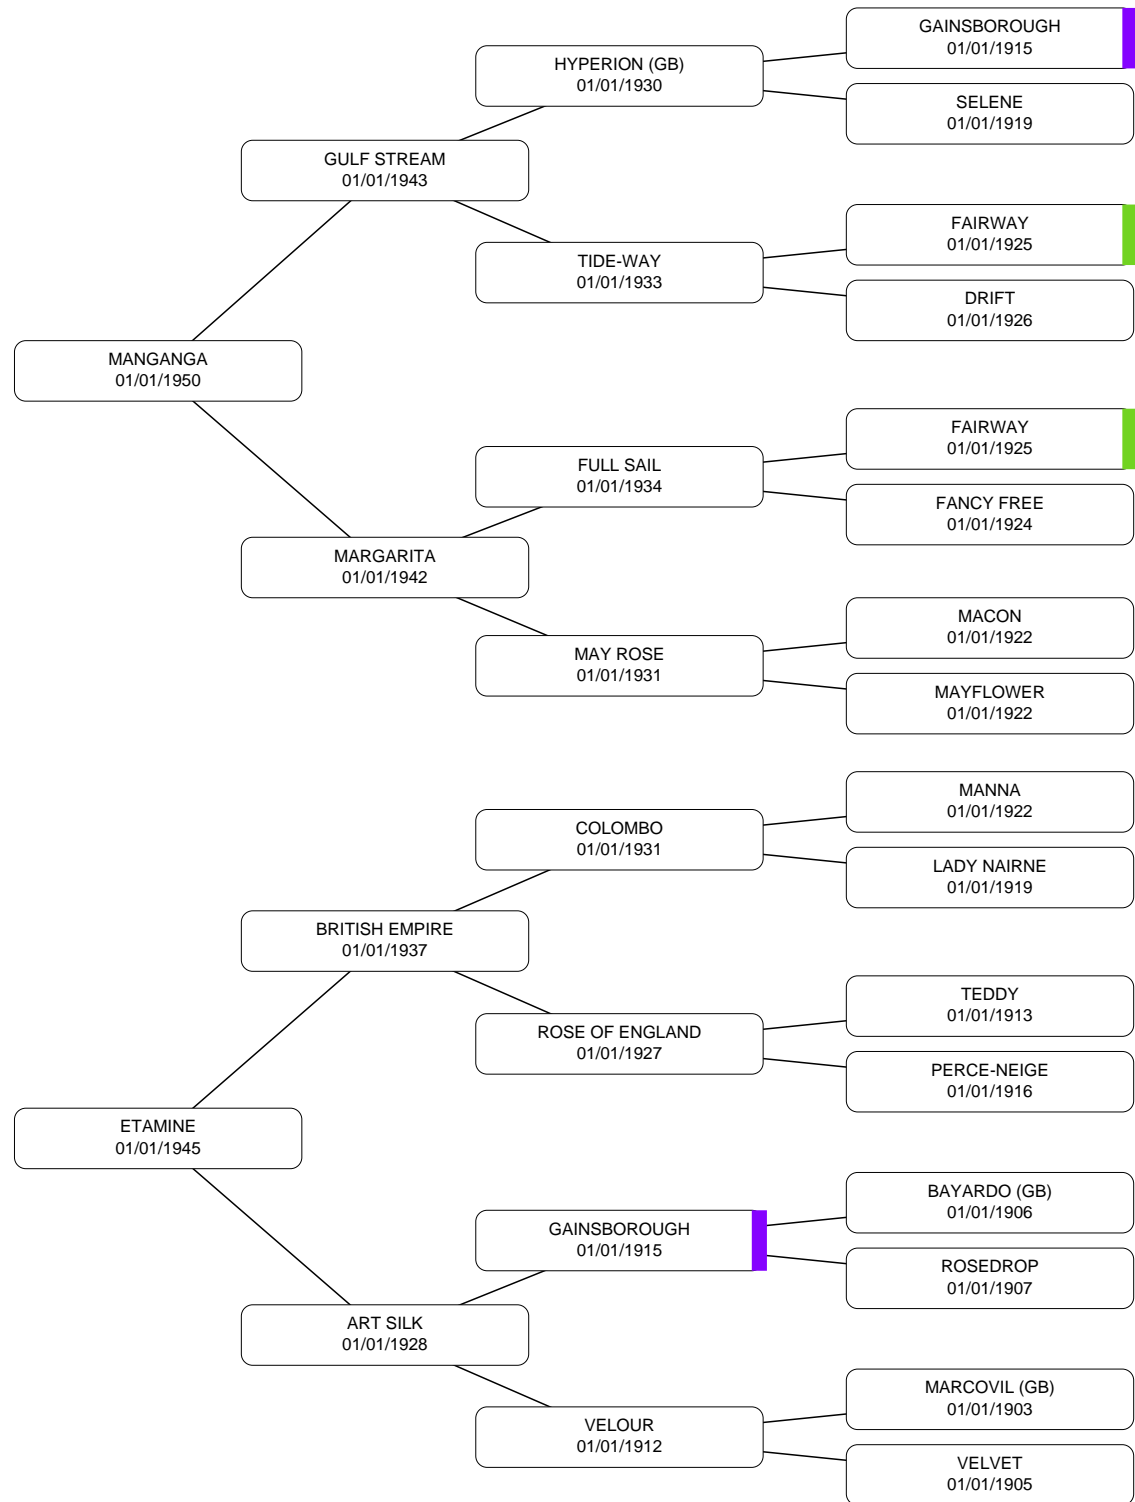 GAINSBOROUGH
01/01/1915
HYPERION (GB)
01/01/1930
SELENE
01/01/1919
GULF STREAM
01/01/1943
FAIRWAY
01/01/1925
TIDE-WAY
01/01/1933
DRIFT
01/01/1926
MANGANGA
01/01/1950
FAIRWAY
01/01/1925
FULL SAIL
01/01/1934
FANCY FREE
01/01/1924
MARGARITA
01/01/1942
MACON
01/01/1922
MAY ROSE
01/01/1931
MAYFLOWER
01/01/1922
MANNA
01/01/1922
COLOMBO
01/01/1931
LADY NAIRNE
01/01/1919
BRITISH EMPIRE
01/01/1937
TEDDY
01/01/1913
ROSE OF ENGLAND
01/01/1927
PERCE-NEIGE
01/01/1916
ETAMINE
01/01/1945
BAYARDO (GB)
01/01/1906
GAINSBOROUGH
01/01/1915
ROSEDROP
01/01/1907
ART SILK
01/01/1928
MARCOVIL (GB)
01/01/1903
VELOUR
01/01/1912
VELVET
01/01/1905